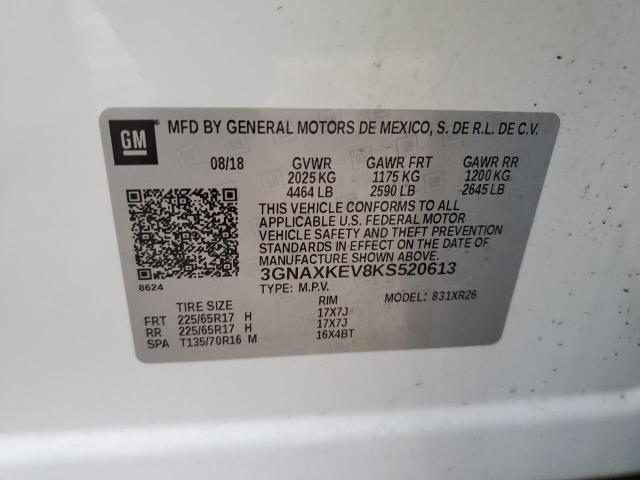 GM MFD BY GENERAL MOTORS DE MEXICO, S. DE R.L. DE C.V.
08/18 GVWR GAWR FRT GAWR RR
2025 KG 1175 KG 1200 KG
4464 LB 2590 LB 2645 LB
THIS VEHICLE CONFORMS TO ALL
APPLICABLE U.S. FEDERAL MOTOR
VEHICLE SAFETY AND THEFT PREVENTION
STANDARDS IN EFFECT ON THE DATE OF
MANUFACTURE SHOWN ABOVE.
3GNAXKEV8KS520613
8624
TYPE: M.P.V. MODEL: 831XR26
TIRE SIZE RIM
FRT 225/65R17 H 17X7J
RR 225/65R17 H 17X7J
SPA T135/70R16 M 16X4BT